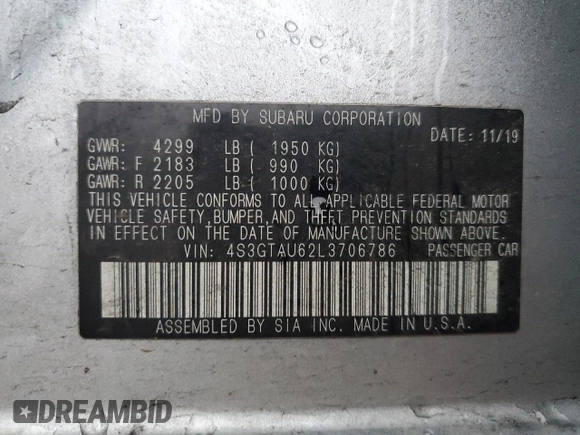 MFD BY SUBARU CORPORATION
DATE: 11/19
GVWR: 4299 LB ( 1950 KG)
GAWR: F 2183 LB ( 990 KG)
GAWR: R 2205 LB ( 1000 KG)
THIS VEHICLE CONFORMS TO ALL APPLICABLE FEDERAL MOTOR
VEHICLE SAFETY, BUMPER, AND THEFT PREVENTION STANDARDS
IN EFFECT ON THE DATE OF MANUFACTURE SHOWN ABOVE.
VIN: 4S3GTAU62L3706786 PASSENGER CAR
ASSEMBLED BY SIA INC. MADE IN U.S.A.
DREAMBID